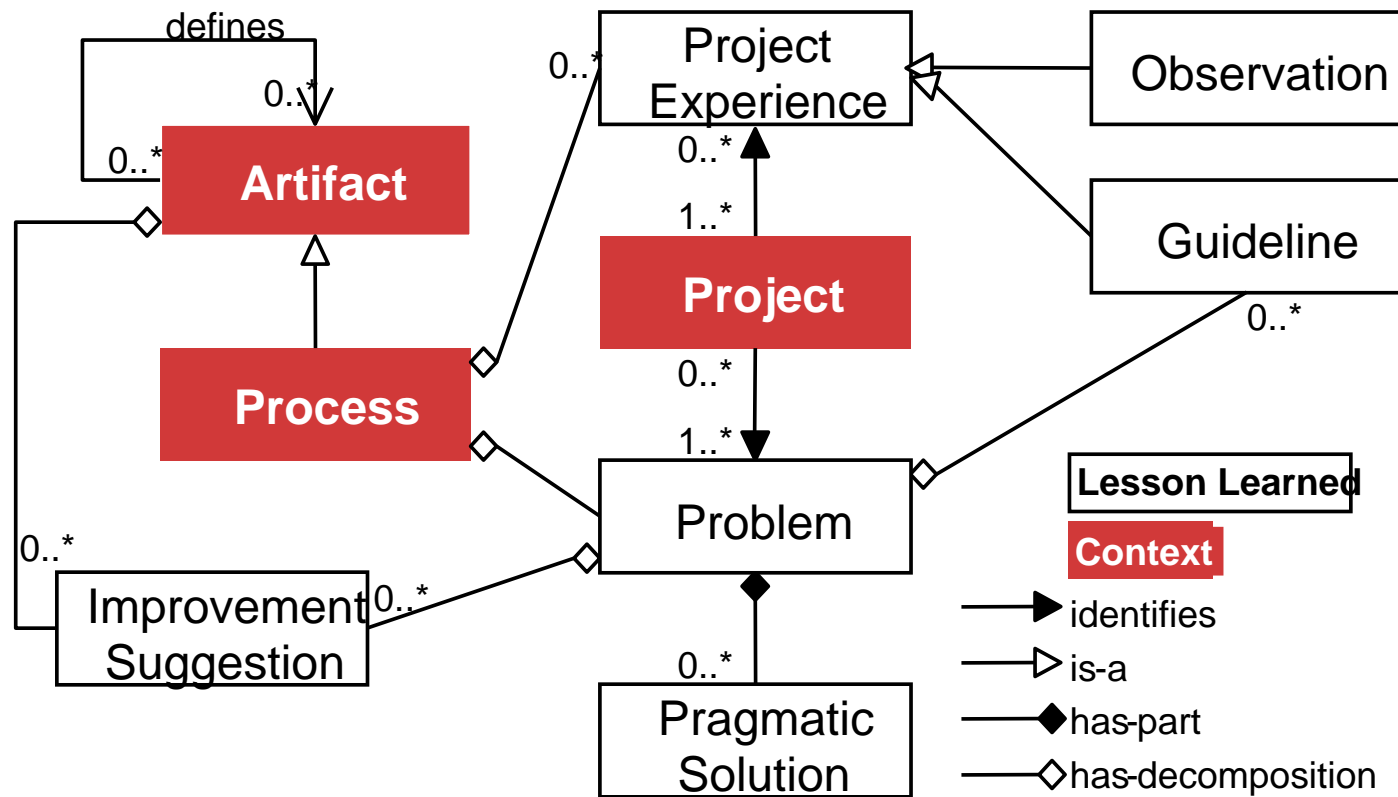 defines
0..*
0..*
Artifact
Project
Experience
0..*
0..*
1..*
Observation
Guideline
0..*
Project
0..*
1..*
Process
Problem
0..*
Improvement
Suggestion
0..*
0..*
Pragmatic
Solution
Lesson Learned
Context
identifies
is-a
has-part
has-decomposition